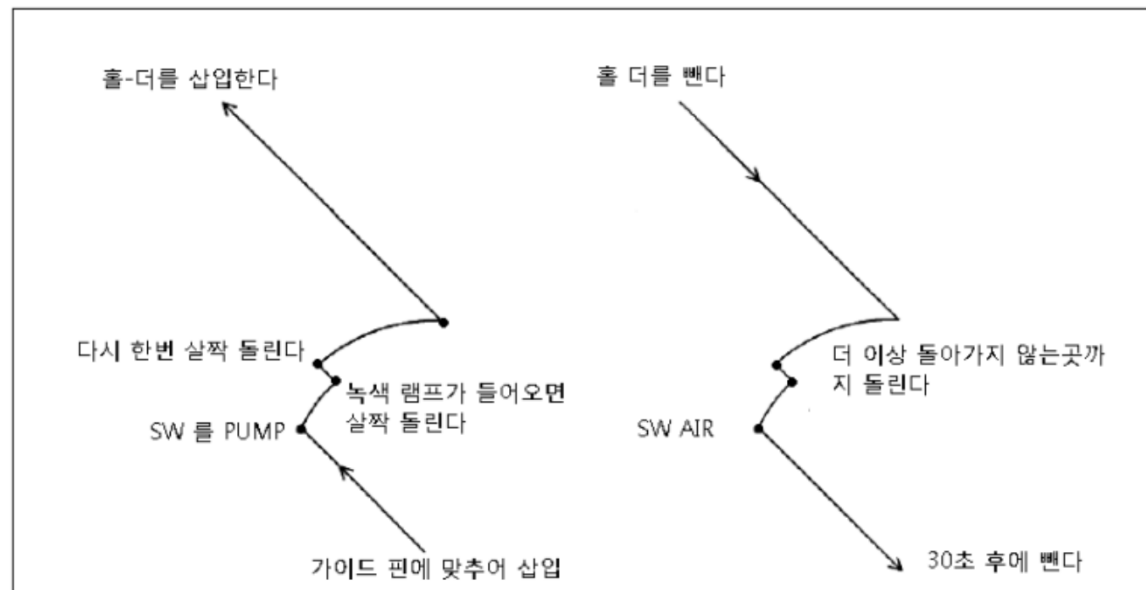 홀-더를 삽입한다
다시 한번 살짝 돌린다
녹색 램프가 들어오면
살짝 돌린다
SW 를 PUMP
가이드 핀에 맞추어 삽입
홀 더를 뺀다
더 이상 돌아가지 않는곳까
지 돌린다
SW AIR
30초 후에 뺀다